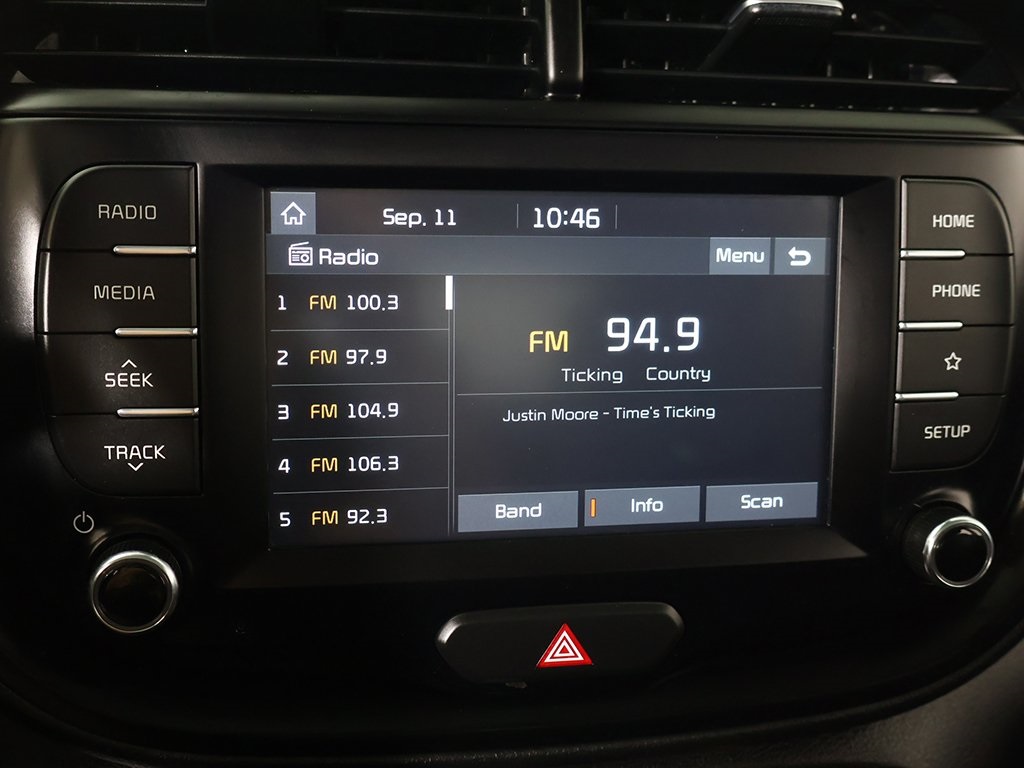 RADIO
MEDIA
SEEK
TRACK
Sep. 11 10:46
Radio Menu
1 FM 100.3
2 FM 97.9
3 FM 104.9
4 FM 106.3
5 FM 92.3
FM 94.9
Ticking Country
Justin Moore - Time's Ticking
Band Info Scan
HOME
PHONE
SETUP